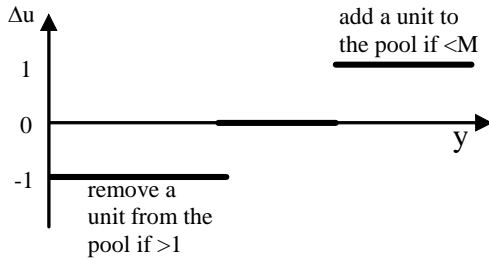 Δu
add a unit to
the pool if <M
1
0
y
-1
remove a
unit from the
pool if >1